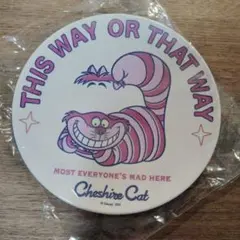 THIS WAY OR THAT WAY
MOST EVERYONE'S MAD HERE
Cheshire Cat